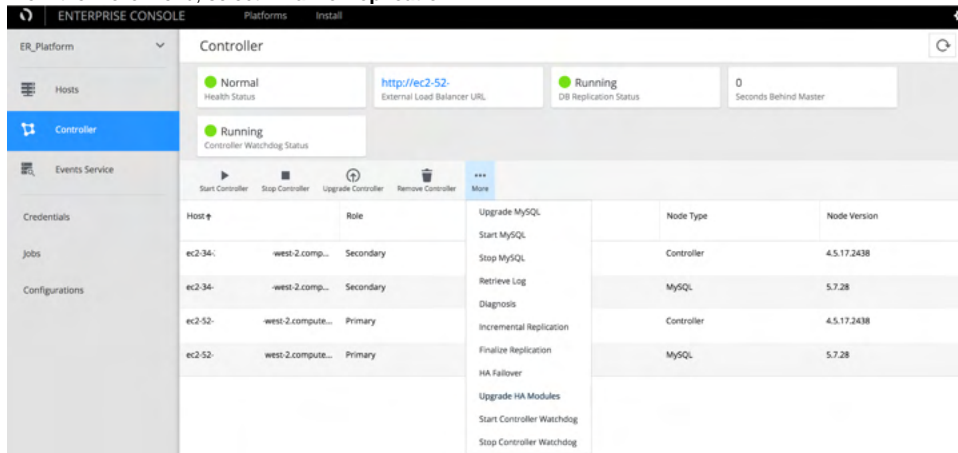 ENTERPRISE CONSOLE Platforms Install
ER_Platform Controller
Normal http://ec2-52- Running 0
Health Status External Load Balancer URL DB Replication Status Seconds Behind Master
Hosts
Controller
Running
Controller Watchdog Status
Events Service
Start Controller Stop Controller Upgrade Controller Remove Controller More
Credentials
Jobs
Configurations
Host Role Node Type Node Version
ec2-34-: -west-2.comp... Secondary Controller 4.5.17.2438
ec2-34- -west-2.comp... Secondary MySQL 5.7.28
ec2-52- -west-2.compute... Primary Controller 4.5.17.2438
ec2-52- west-2.compute... Primary MySQL 5.7.28
Upgrade MySQL
Start MySQL
Stop MySQL
Retrieve Log
Diagnosis
Incremental Replication
Finalize Replication
HA Failover
Upgrade HA Modules
Start Controller Watchdog
Stop Controller Watchdog